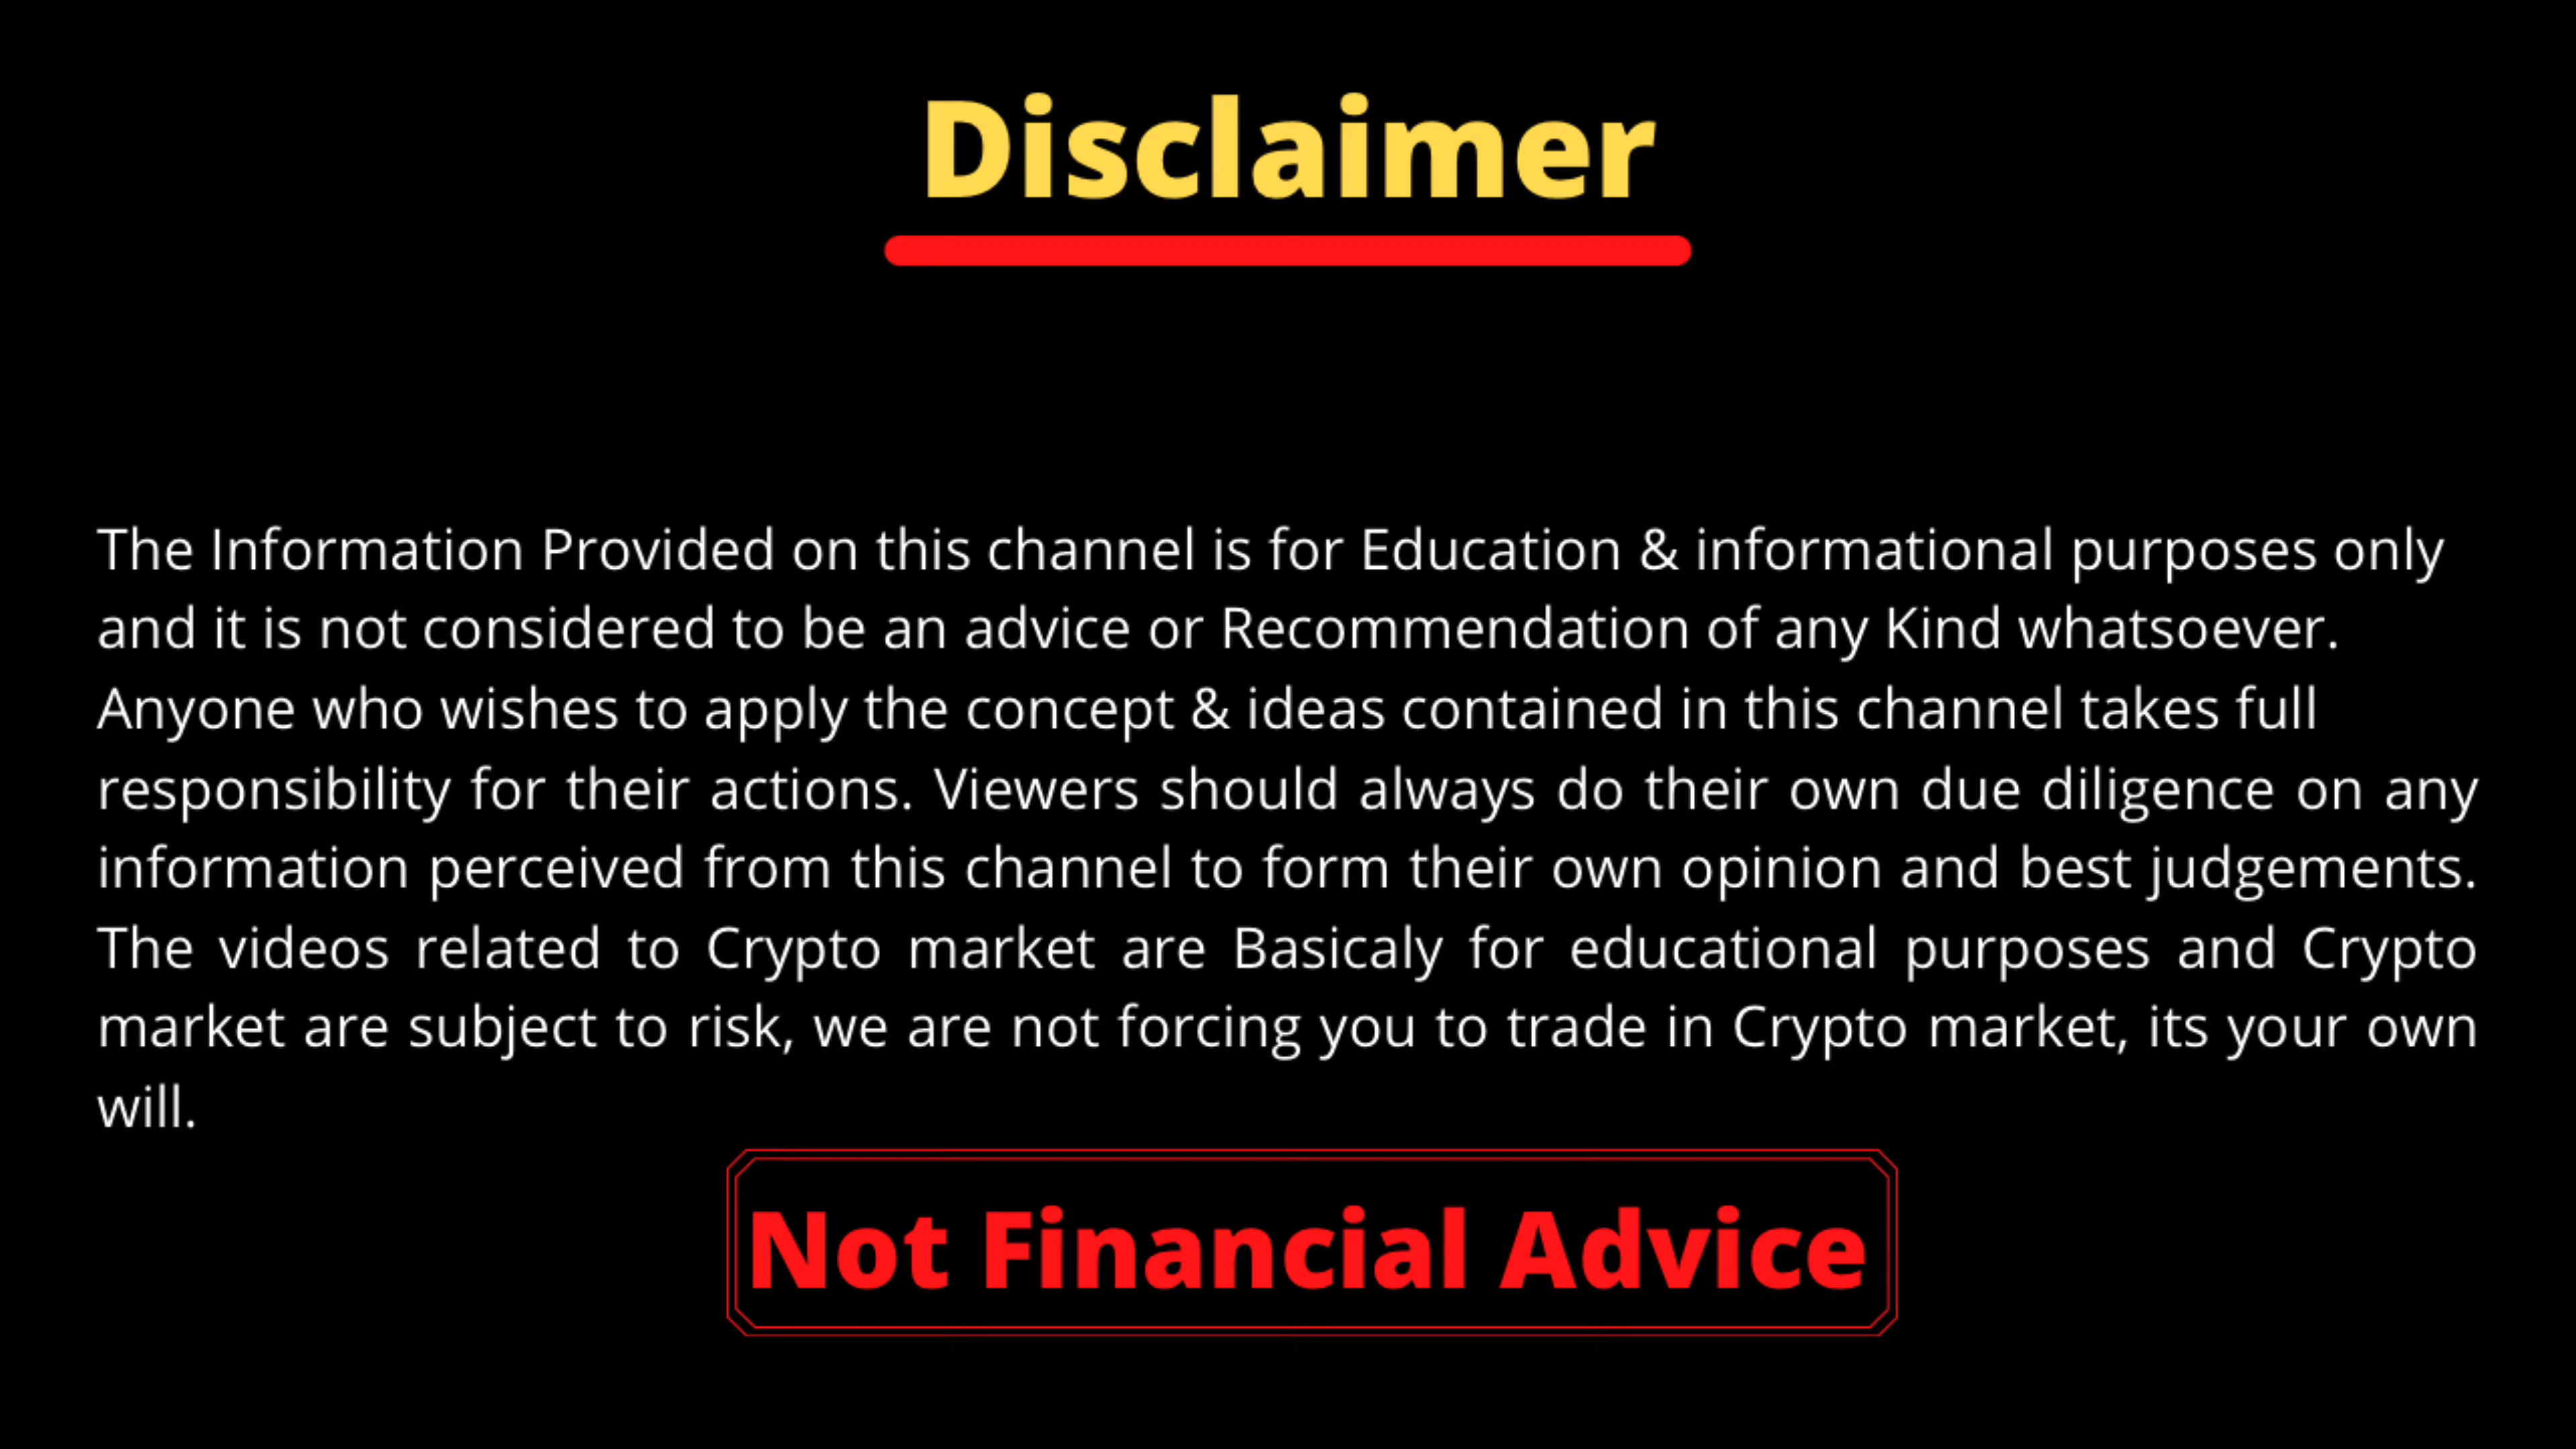 Disclaimer
The Information Provided on this channel is for Education & informational purposes only
and it is not considered to be an advice or Recommendation of any Kind whatsoever.
Anyone who wishes to apply the concept & ideas contained in this channel takes full
responsibility for their actions. Viewers should always do their own due diligence on any
information perceived from this channel to form their own opinion and best judgements.
The videos related to Crypto market are Basicaly for educational purposes and Crypto
market are subject to risk, we are not forcing you to trade in Crypto market, its your own
will.
Not Financial Advice